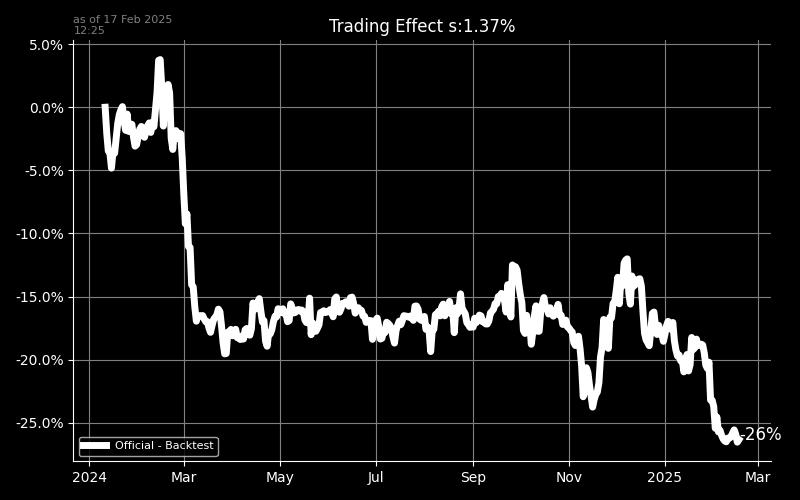 as of 17 Feb 2025
12:25
Trading Effect s:1.37%
5.0%
0.0%
-5.0%
-10.0%
-15.0%
-20.0%
-25.0%
-26%
Official - Backtest
2024 Mar May Jul Sep Nov 2025 Mar